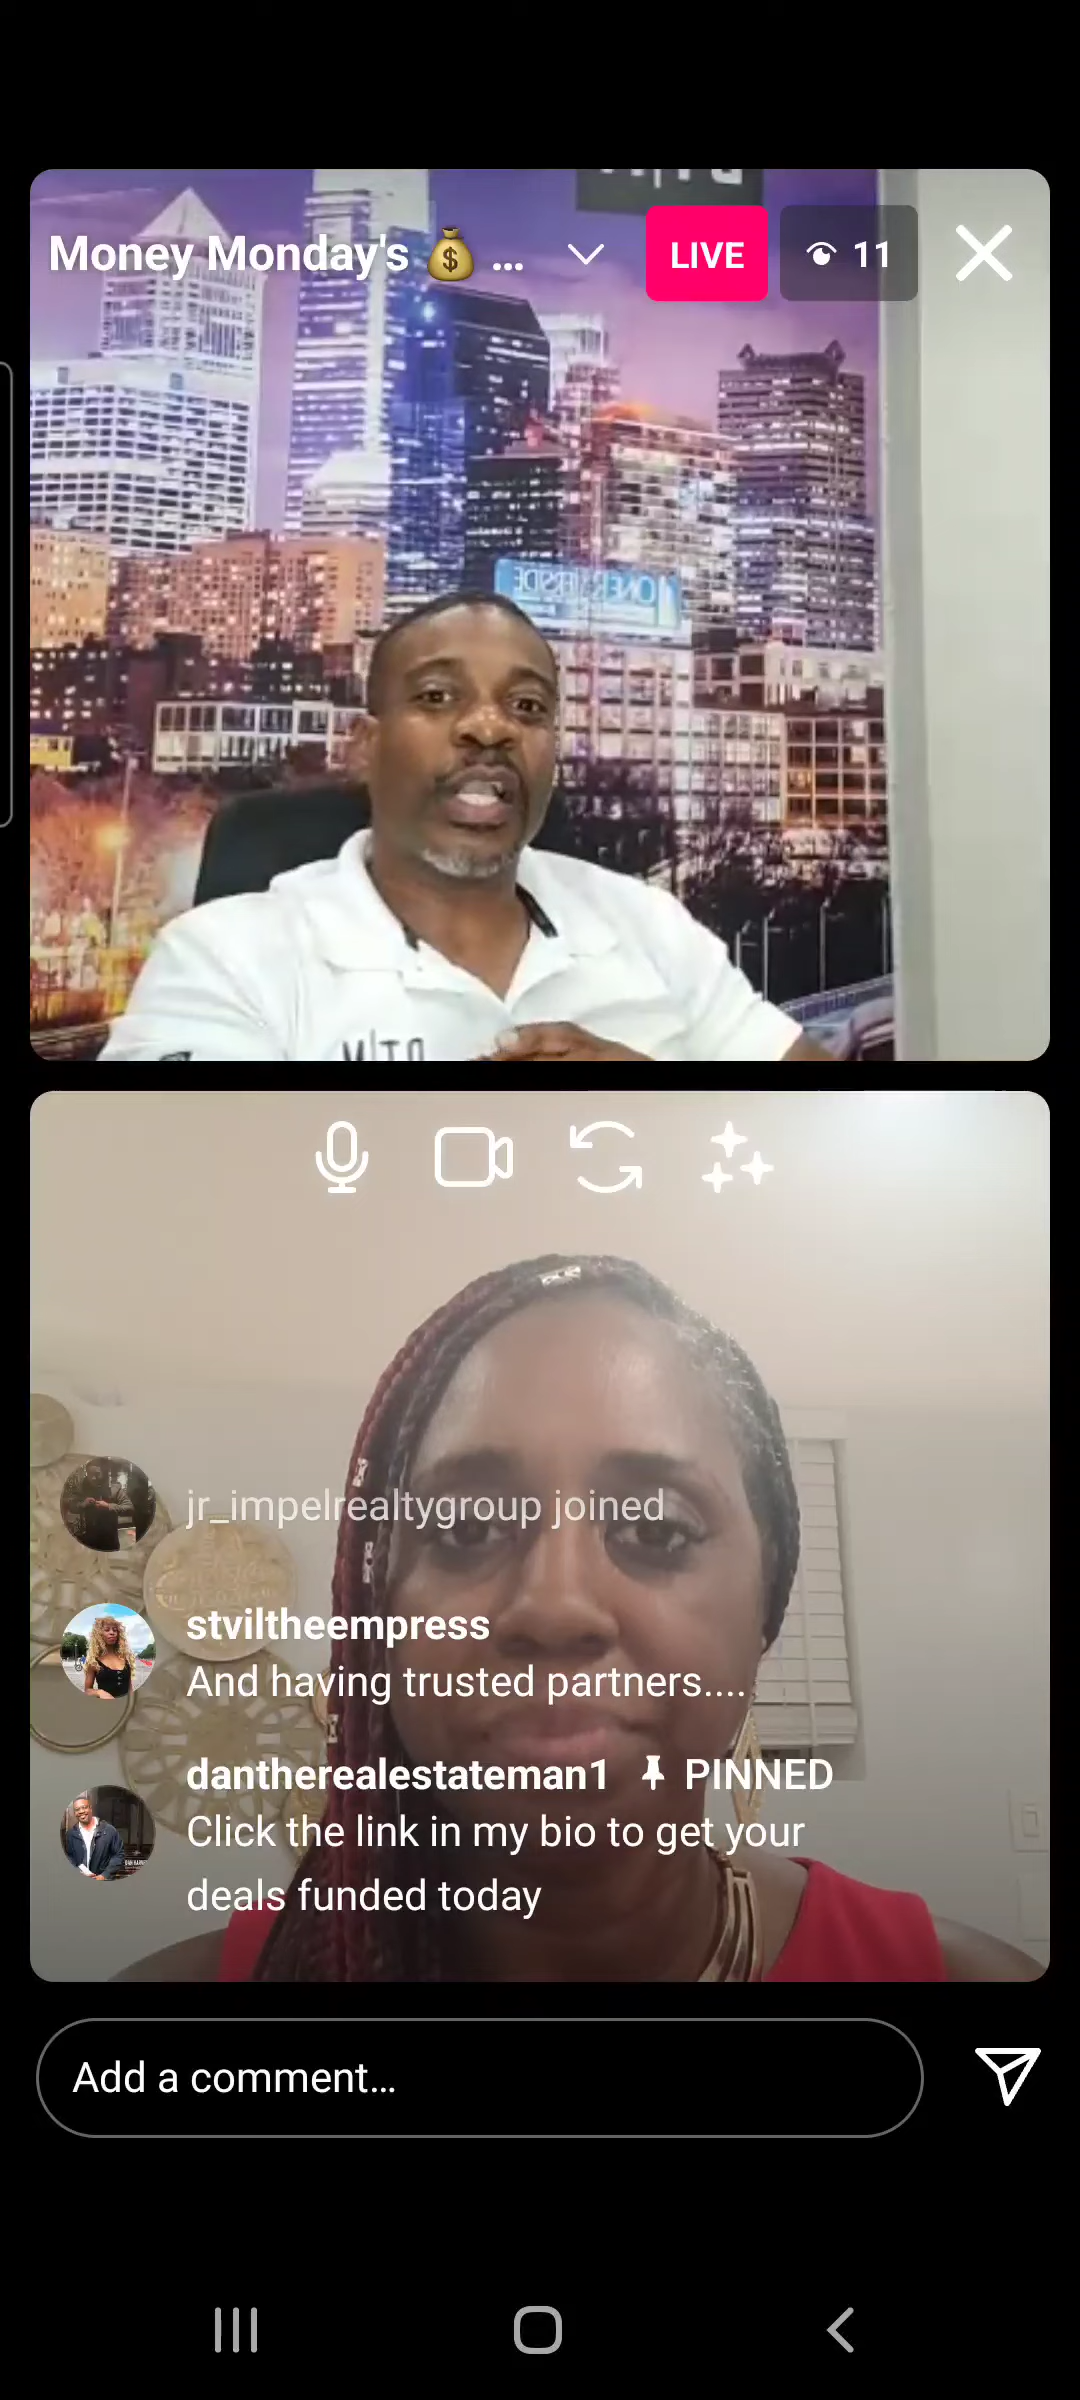 Money Monday's 💰 ...
LIVE
11
jr_impelrealtygroup joined
stviltheempress
And having trusted partners....
dantherealestateman1 PINNED
Click the link in my bio to get your
deals funded today
Add a comment...